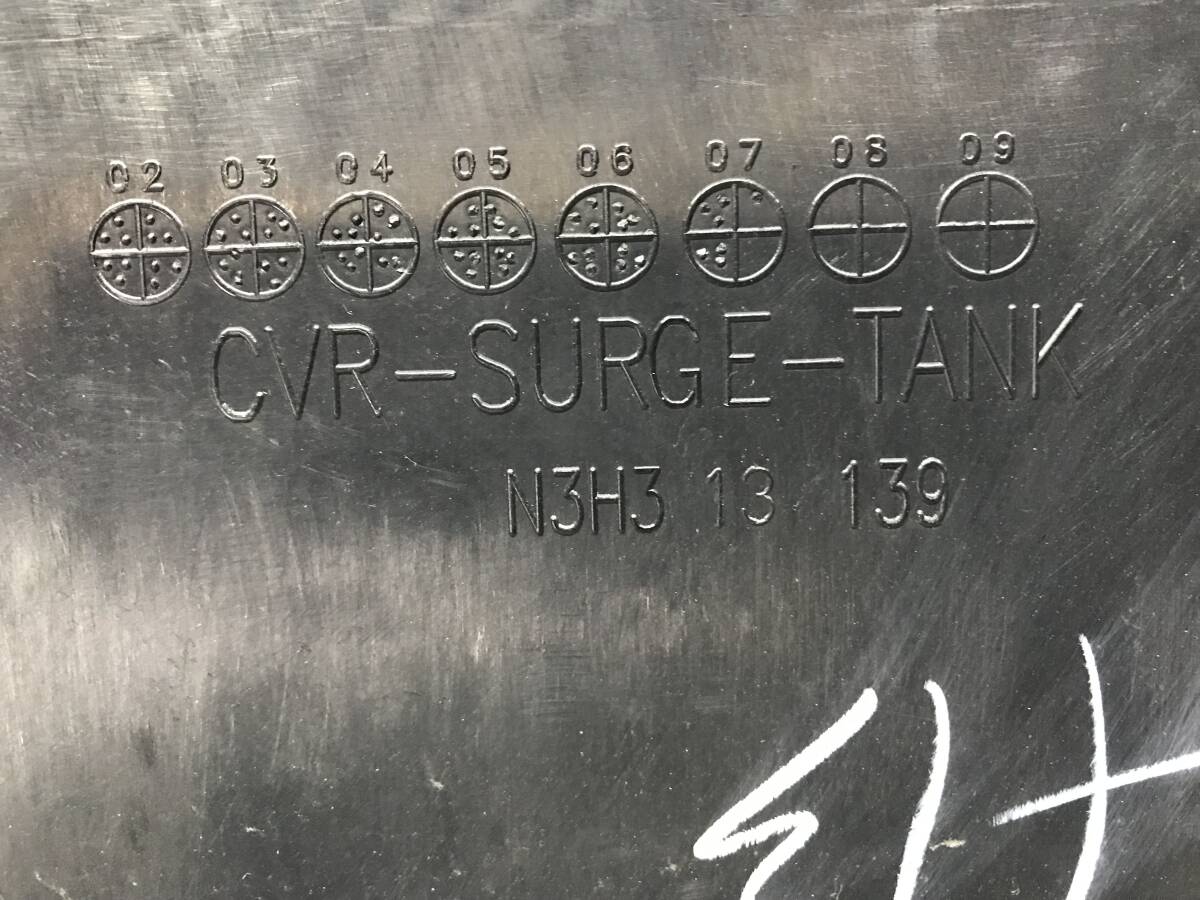 02 03 04 05 06 07 08 09
CVR-SURGE-TANK
N3H3 13 139